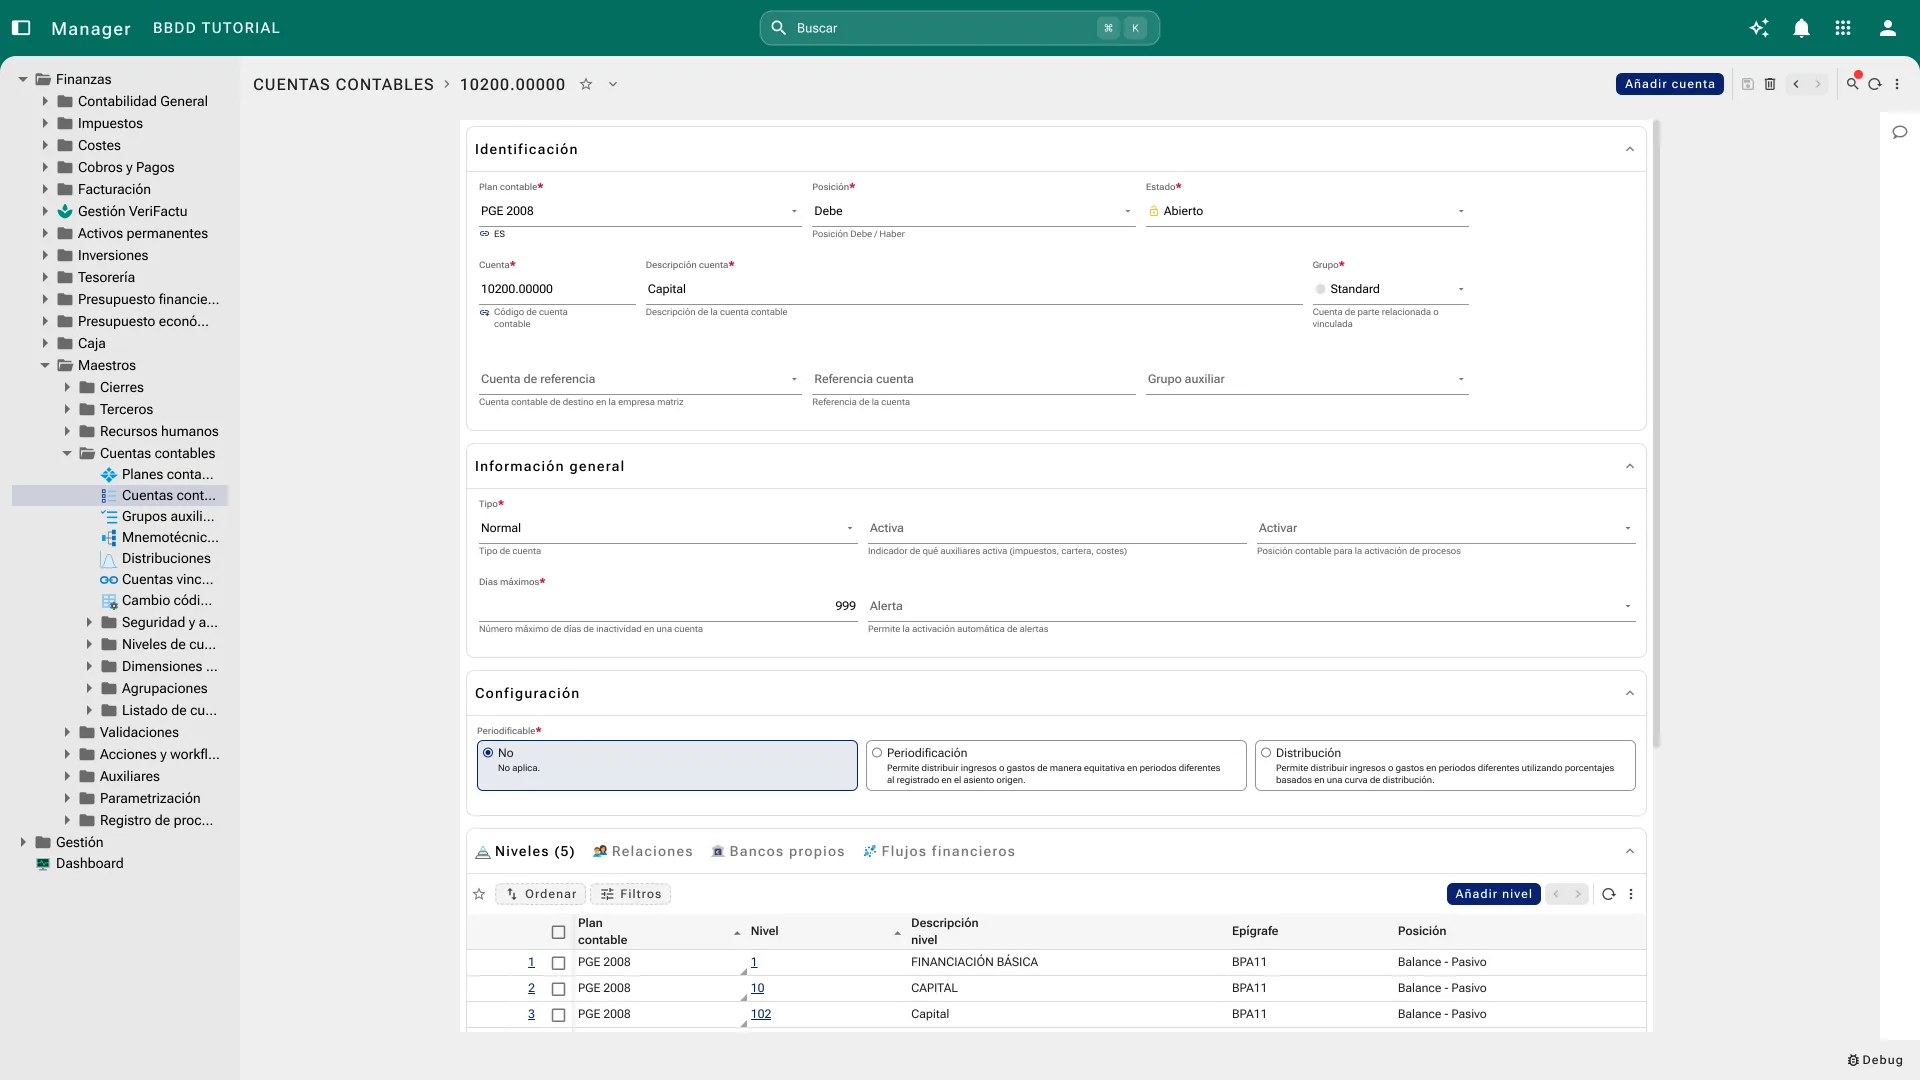 Manager
BBDD TUTORIAL
Buscar
⌘ K
Finanzas
Contabilidad General
Impuestos
Costes
Cobros y Pagos
Facturación
Gestión VeriFactu
Activos permanentes
Inversiones
Tesorería
Presupuesto financie...
Presupuesto econó...
Caja
Maestros
Cierres
Terceros
Recursos humanos
Cuentas contables
Planes conta...
Cuentas cont...
Grupos auxili...
Mnemotécnic...
Distribuciones
Cuentas vinc...
Cambio códi...
Seguridad y a...
Niveles de cu...
Dimensiones ...
Agrupaciones
Listado de cu...
Validaciones
Acciones y workfl...
Auxiliares
Parametrización
Registro de proc...
Gestión
Dashboard
CUENTAS CONTABLES › 10200.00000
Añadir cuenta
Identificación
Plan contable* Posición* Estado*
PGE 2008 Debe Abierto
ES Posición Debe / Haber
Cuenta* Descripción cuenta* Grupo*
10200.00000 Capital Standard
Código de cuenta contable
Descripción de la cuenta contable
Cuenta de parte relacionada o vinculada
Cuenta de referencia Referencia cuenta Grupo auxiliar
Cuenta contable de destino en la empresa matriz Referencia de la cuenta
Información general
Tipo*
Normal Activa Activar
Tipo de cuenta Indicador de qué auxiliares activa (impuestos, cartera, costes) Posición contable para la activación de procesos
Días máximos*
999 Alerta
Número máximo de días de inactividad en una cuenta Permite la activación automática de alertas
Configuración
Periodificable*
No
No aplica.
Periodificación
Permite distribuir ingresos o gastos de manera equitativa en periodos diferentes
al registrado en el asiento origen.
Distribución
Permite distribuir ingresos o gastos en periodos diferentes utilizando porcentajes
basados en una curva de distribución.
Niveles (5) Relaciones Bancos propios Flujos financieros
Ordenar Filtros Añadir nivel
Plan contable Nivel Descripción nivel Epígrafe Posición
1 PGE 2008 1 FINANCIACIÓN BÁSICA BPA11 Balance - Pasivo
2 PGE 2008 10 CAPITAL BPA11 Balance - Pasivo
3 PGE 2008 102 Capital BPA11 Balance - Pasivo
Debug